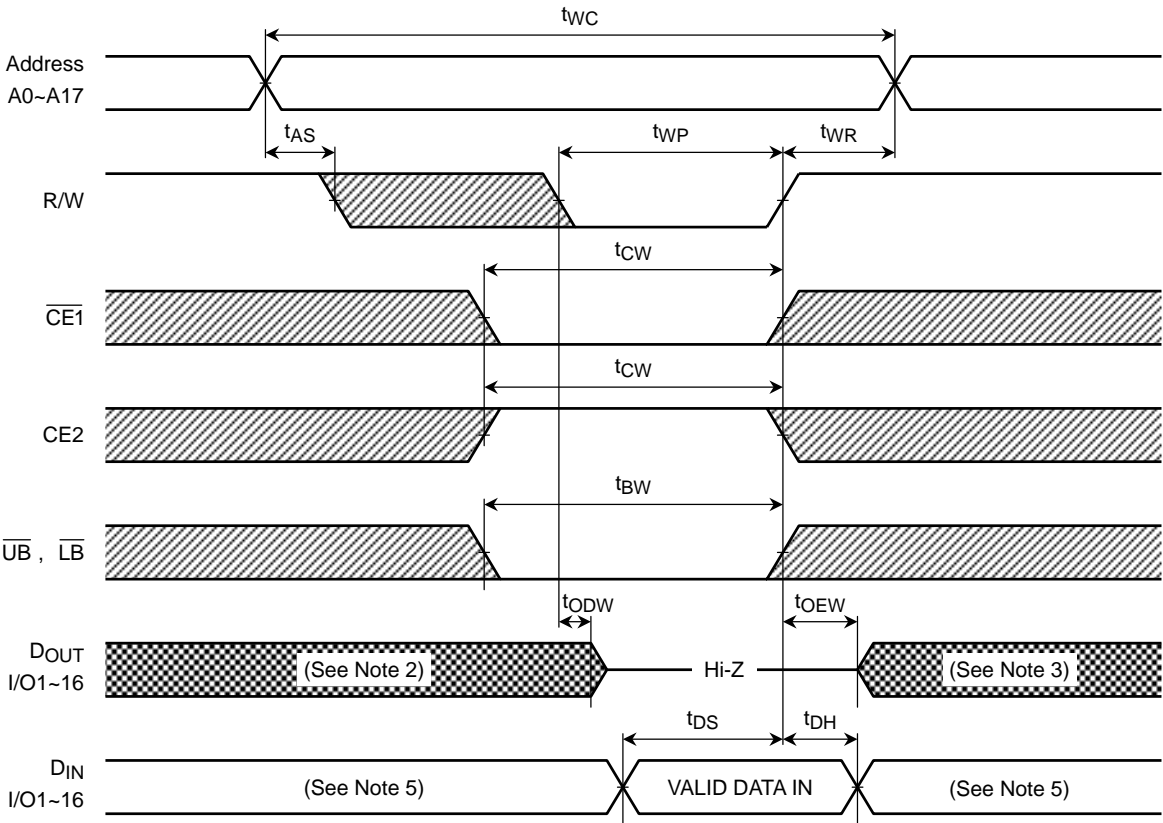 tWC
Address
A0~A17
tAS
tWP
tWR
R/W
tCW
CE1
tCW
CE2
tBW
UB , LB
tODW
tOEW
DOUT
I/O1~16
(See Note 2)
Hi-Z
(See Note 3)
tDS
tDH
DIN
I/O1~16
(See Note 5)
VALID DATA IN
(See Note 5)